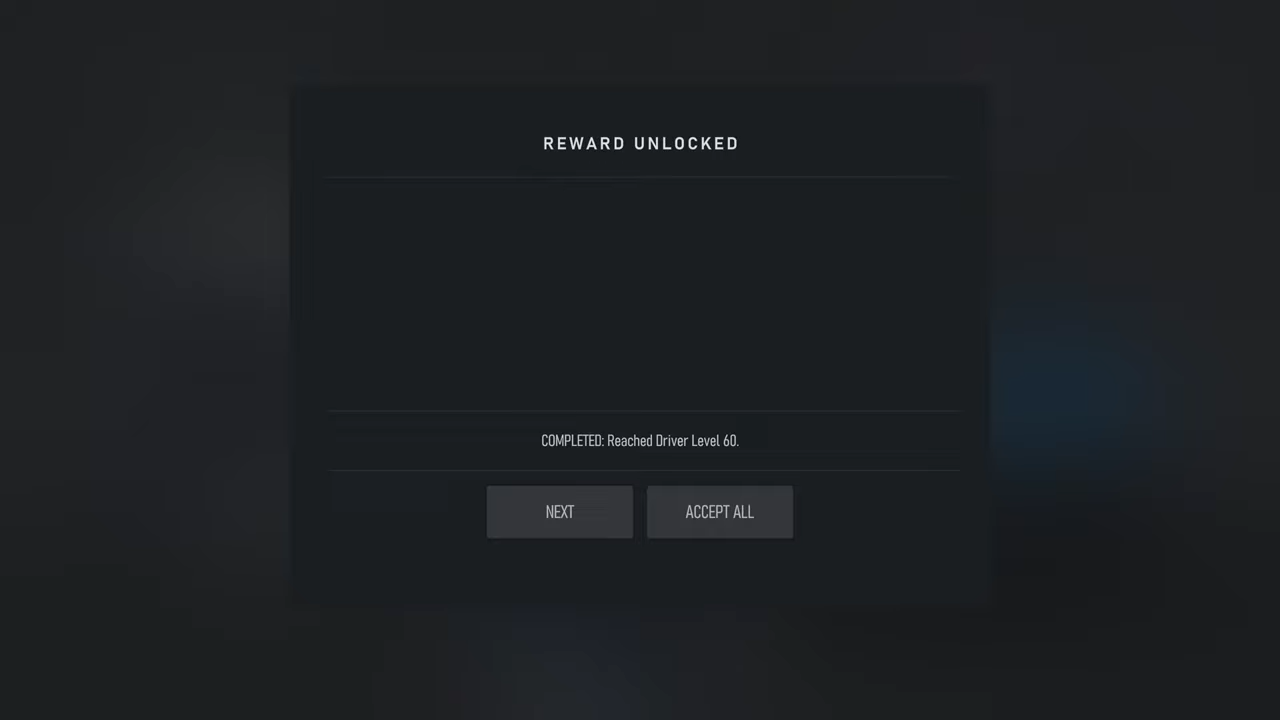 REWARD UNLOCKED
COMPLETED: Reached Driver Level 60.
NEXT
ACCEPT ALL